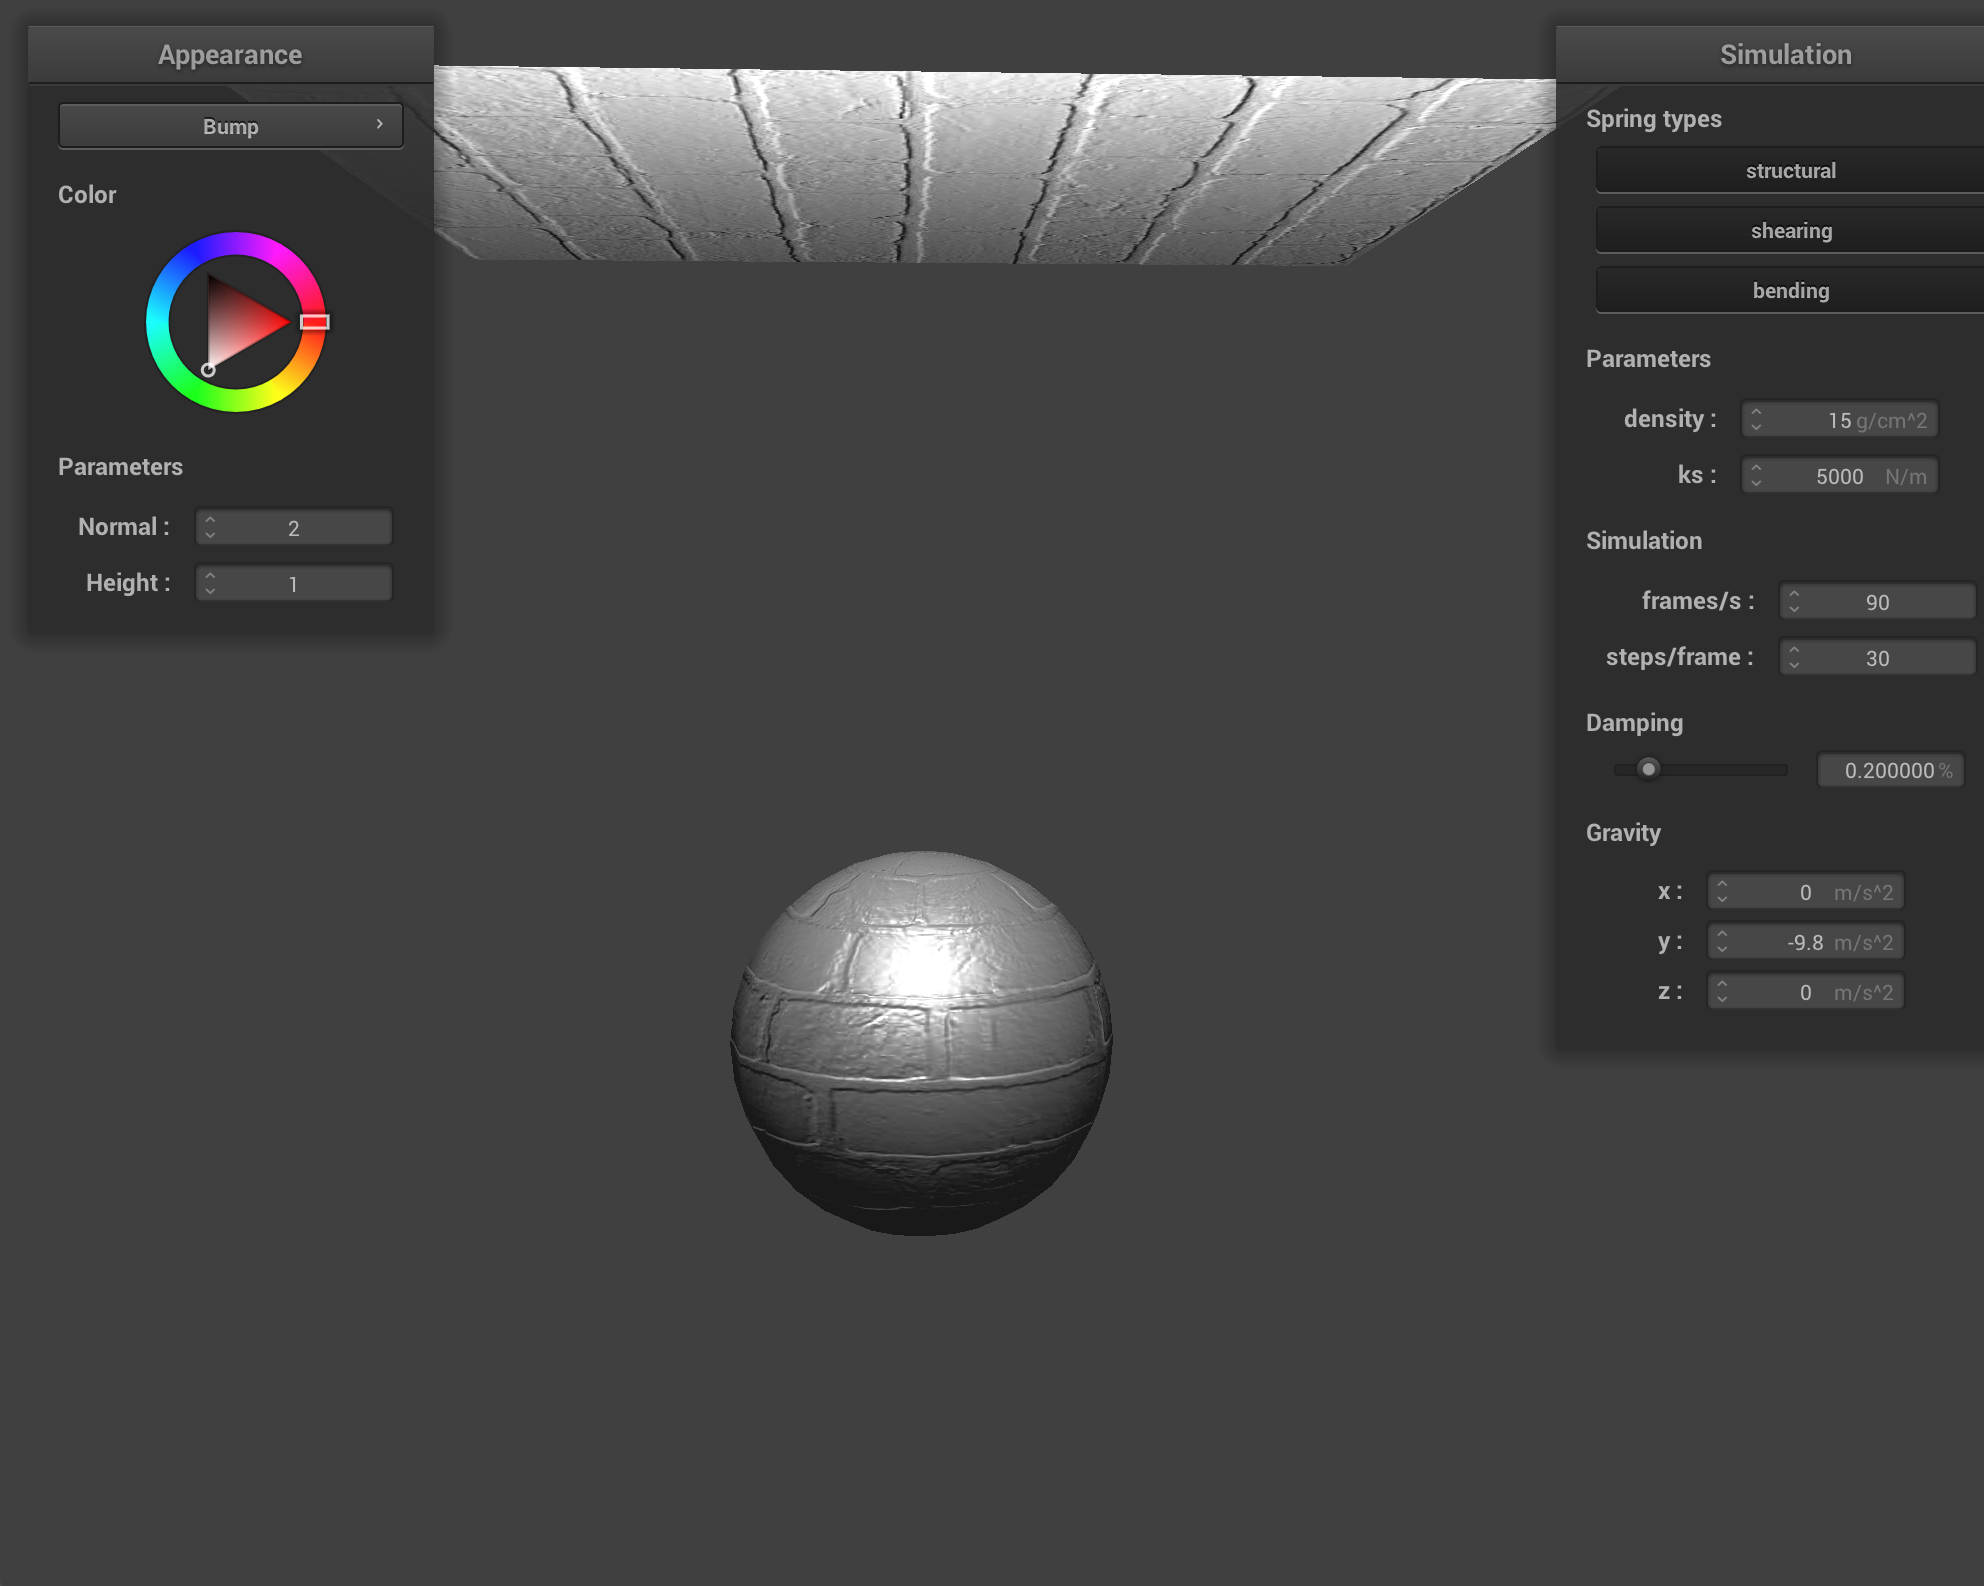 Appearance
Bump
Color
Parameters
Normal : 2
Height : 1
Simulation
Spring types
structural
shearing
bending
Parameters
density : 15 g/cm^2
ks : 5000 N/m
Simulation
frames/s : 90
steps/frame : 30
Damping
0.200000 %
Gravity
x : 0 m/s^2
y : -9.8 m/s^2
z : 0 m/s^2